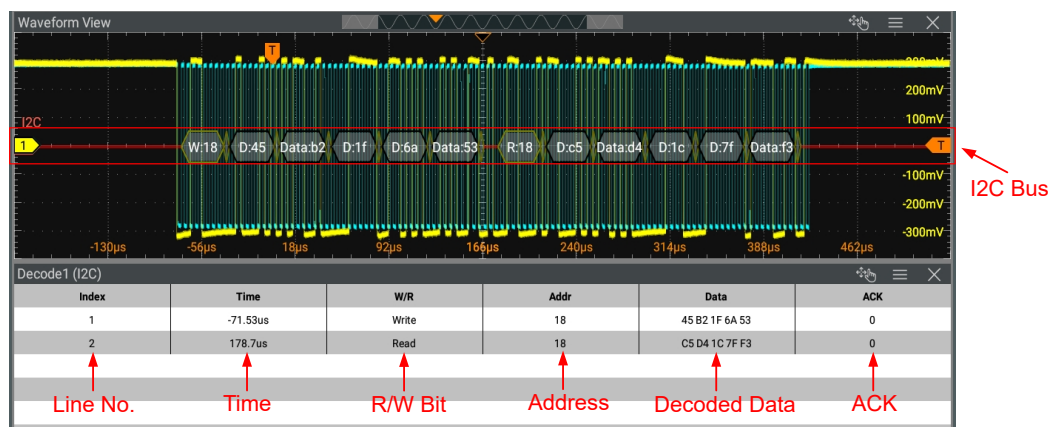 Waveform View
T
300mV
200mV
I2C
100mV
1
W:18 D:45 Data:b2 D:1f D:6a Data:53 R:18 D:c5 Data:d4 D:1c D:7f Data:f3
T
-100mV
I2C Bus
-200mV
-300mV
-130µs -56µs 18µs 92µs 166µs 240µs 314µs 388µs 462µs
Decode1 (I2C)
Index Time W/R Addr Data ACK
1 -71.53us Write 18 45 B2 1F 6A 53 0
2 178.7us Read 18 C5 D4 1C 7F F3 0
Line No. Time R/W Bit Address Decoded Data ACK